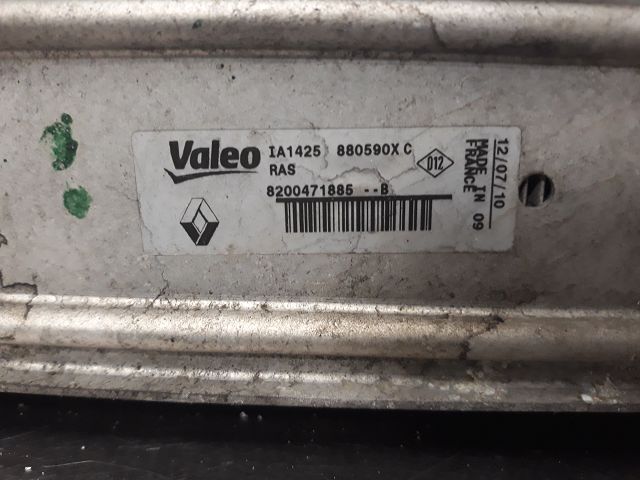 Valeo
IA1425 880590X C
RAS
8200471885 --B
D12
12/07/10
MADE IN
FRANCE 09